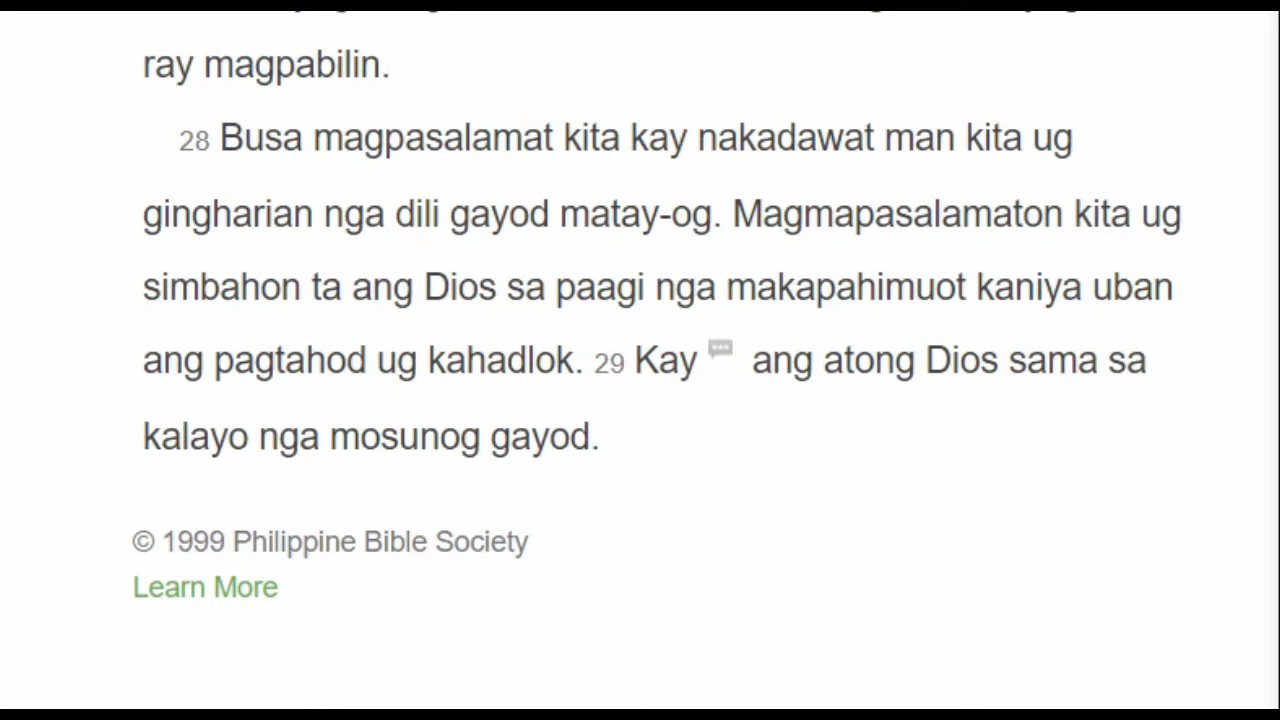 ray magpabilin.
28 Busa magpasalamat kita kay nakadawat man kita ug
gingharian nga dili gayod matay-og. Magmapasalamaton kita ug
simbahon ta ang Dios sa paagi nga makapahimuot kaniya uban
ang pagtahod ug kahadlok. 29 Kay ang atong Dios sama sa
kalayo nga mosunog gayod.
© 1999 Philippine Bible Society
Learn More